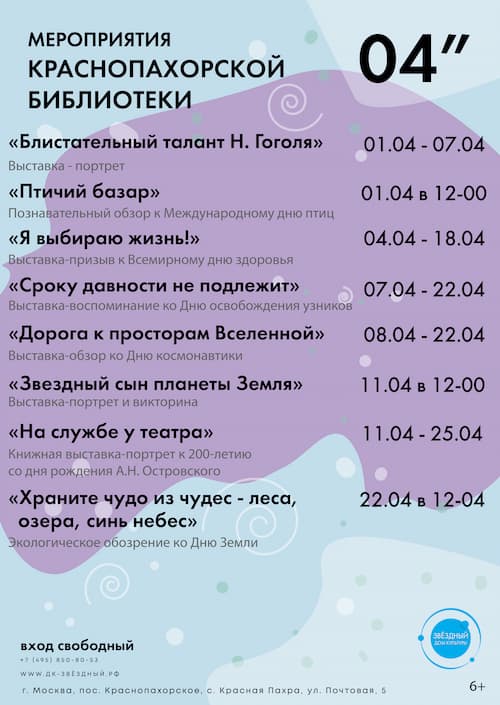 МЕРОПРИЯТИЯ
КРАСНОПАХОРСКОЙ
БИБЛИОТЕКИ
04”
«Блистательный талант Н. Гоголя»
01.04 - 07.04
Выставка - портрет
«Птичий базар»
01.04 в 12-00
Познавательный обзор к Международному дню птиц
«Я выбираю жизнь!»
04.04 - 18.04
Выставка-призыв к Всемирному дню здоровья
«Сроку давности не подлежит»
07.04 - 22.04
Выставка-воспоминание ко Дню освобождения узников
«Дорога к просторам Вселенной»
08.04 - 22.04
Выставка-обзор ко Дню космонавтики
«Звездный сын планеты Земля»
11.04 в 12-00
Выставка-портрет и викторина
«На службе у театра»
11.04 - 25.04
Книжная выставка-портрет к 200-летию
со дня рождения А.Н. Островского
«Храните чудо из чудес - леса,
озера, синь небес»
22.04 в 12-04
Экологическое обозрение ко Дню Земли
ЗВЁЗДНЫЙ
ДОМ КУЛЬТУРЫ
вход свободный
+7 (495) 850-80-52
WWW.ДК-ЗВЁЗДНЫЙ.РФ
г. Москва, пос. Краснопахорское, с. Красная Пахра, ул. Почтовая, 5
6+